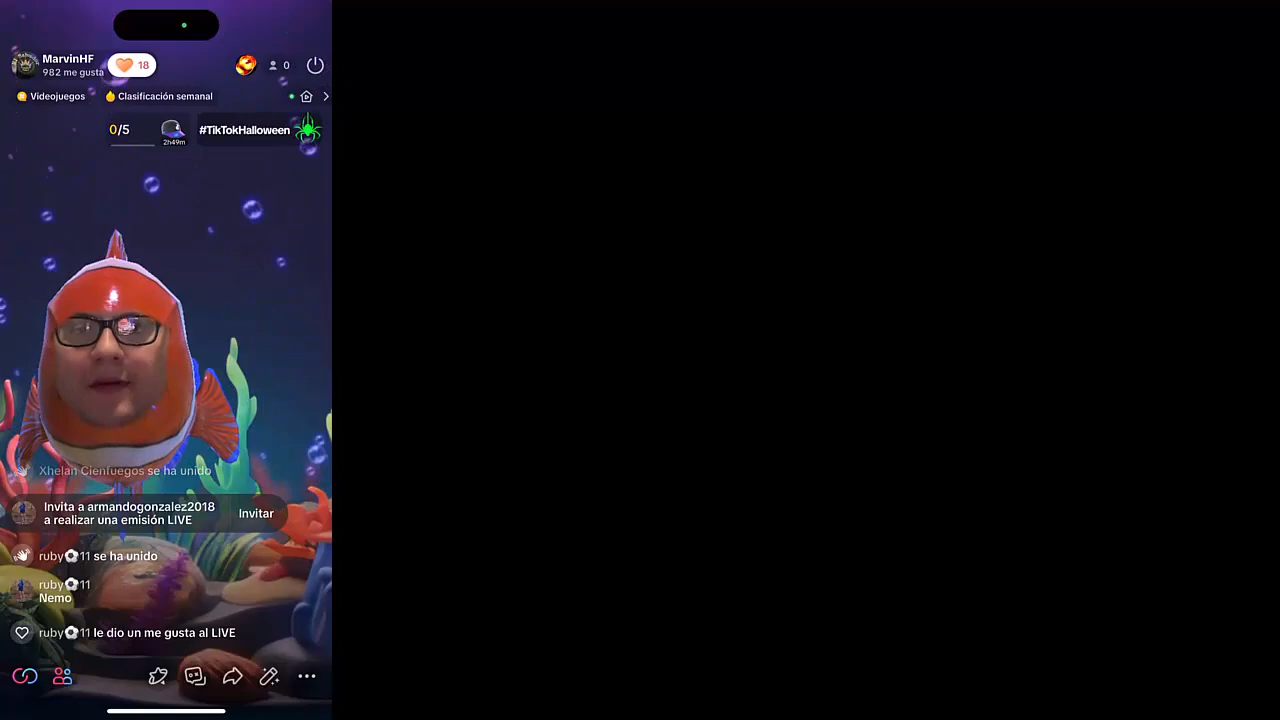 MarvinHF
982 me gusta
18
0
Videojuegos
Clasificación semanal
0/5
2h49m
#TikTokHalloween
Xhelan Cienfuegos se ha unido
Invita a armandogonzalez2018
a realizar una emisión LIVE
Invitar
ruby⚽11 se ha unido
ruby⚽11
Nemo
ruby⚽11 le dio un me gusta al LIVE